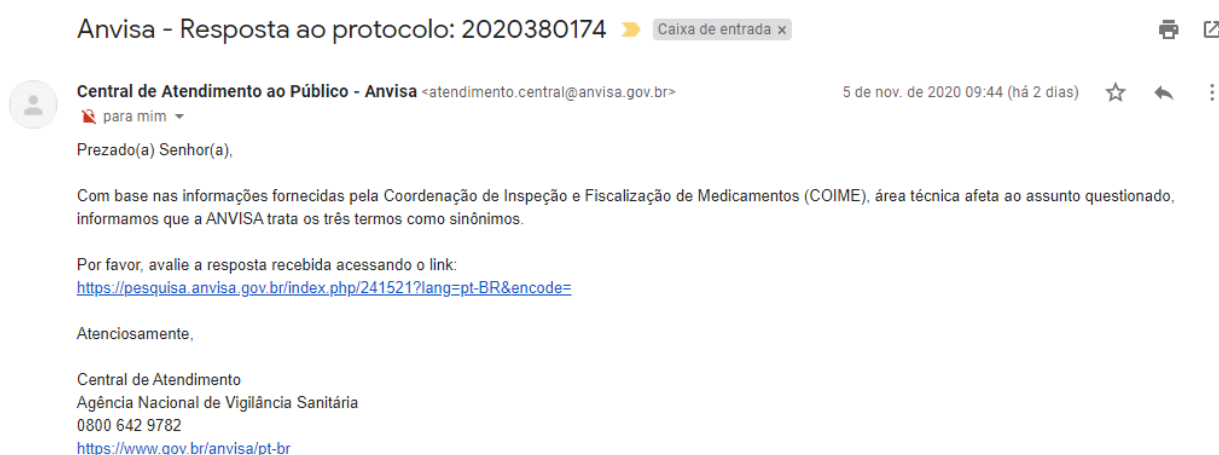 Anvisa - Resposta ao protocolo: 2020380174 Caixa de entrada x
Central de Atendimento ao Público - Anvisa <atendimento.central@anvisa.gov.br> 5 de nov. de 2020 09:44 (há 2 dias)
para mim
Prezado(a) Senhor(a),
Com base nas informações fornecidas pela Coordenação de Inspeção e Fiscalização de Medicamentos (COIME), área técnica afeta ao assunto questionado,
informamos que a ANVISA trata os três termos como sinônimos.
Por favor, avalie a resposta recebida acessando o link:
https://pesquisa.anvisa.gov.br/index.php/241521?lang=pt-BR&encode=
Atenciosamente,
Central de Atendimento
Agência Nacional de Vigilância Sanitária
0800 642 9782
https://www.gov.br/anvisa/pt-br